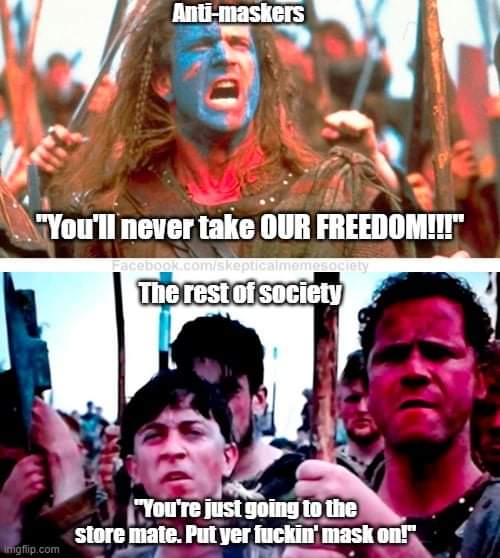 Anti-maskers
"You'll never take OUR FREEDOM!!!"
Facebook.com/skepticalmemesociety
The rest of society
"You're just going to the
store mate. Put yer fuckin' mask on!"
imgflip.com